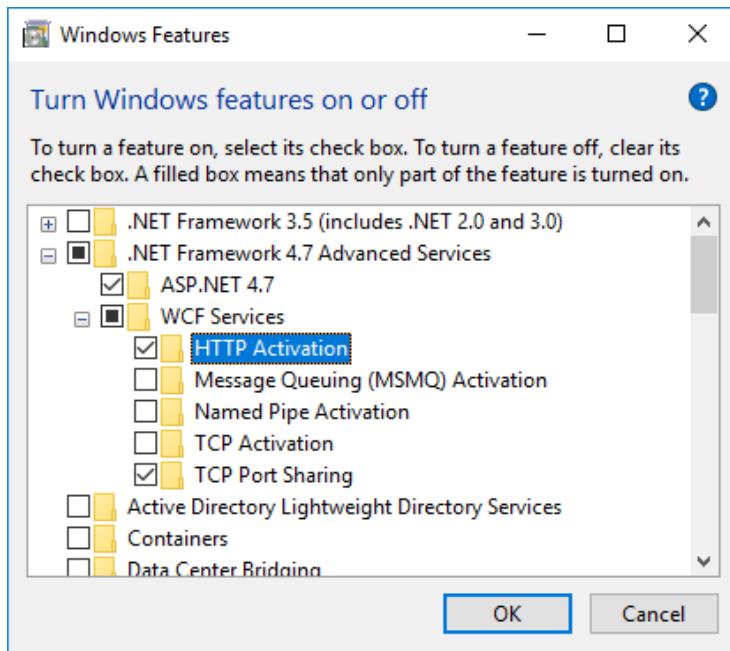 Windows Features
Turn Windows features on or off
?
To turn a feature on, select its check box. To turn a feature off, clear its
check box. A filled box means that only part of the feature is turned on.
.NET Framework 3.5 (includes .NET 2.0 and 3.0)
.NET Framework 4.7 Advanced Services
ASP.NET 4.7
WCF Services
HTTP Activation
Message Queuing (MSMQ) Activation
Named Pipe Activation
TCP Activation
TCP Port Sharing
Active Directory Lightweight Directory Services
Containers
Data Center Bridging
OK Cancel